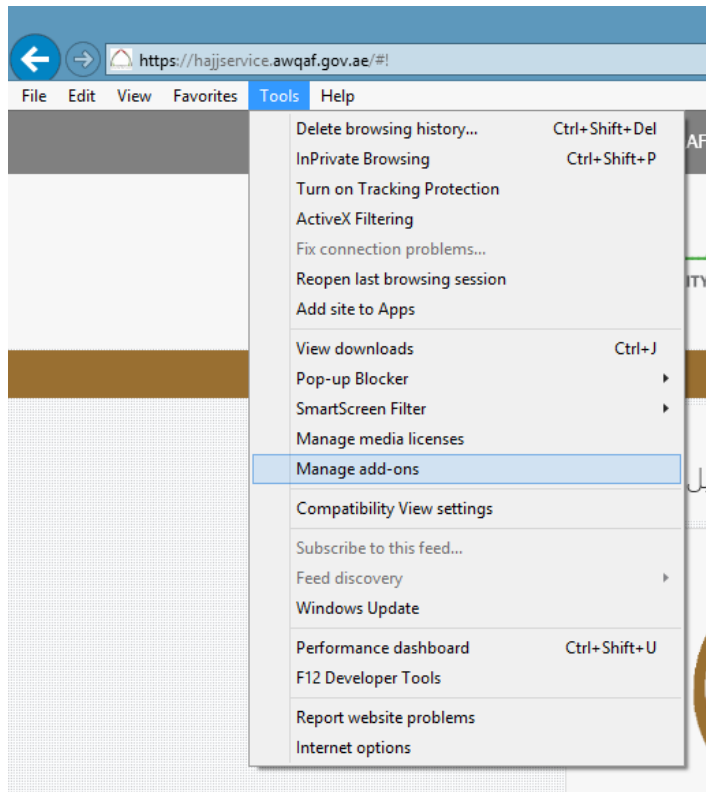 https://hajjservice.awqaf.gov.ae/#!
File Edit View Favorites Tools Help
Delete browsing history... Ctrl+Shift+Del
InPrivate Browsing Ctrl+Shift+P
Turn on Tracking Protection
ActiveX Filtering
Fix connection problems...
Reopen last browsing session
Add site to Apps
View downloads Ctrl+J
Pop-up Blocker
SmartScreen Filter
Manage media licenses
Manage add-ons
Compatibility View settings
Subscribe to this feed...
Feed discovery
Windows Update
Performance dashboard Ctrl+Shift+U
F12 Developer Tools
Report website problems
Internet options